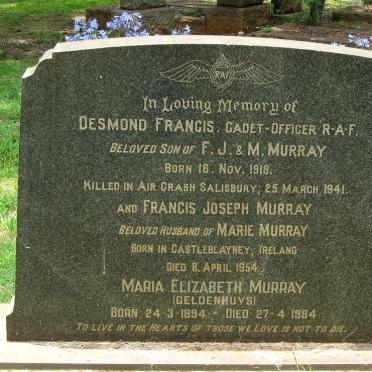 RAF
In Loving Memory of
DESMOND FRANCIS, CADET-OFFICER R-A-F.
BELOVED SON OF F. J. & M. MURRAY
BORN 16. NOV. 1918.
KILLED IN AIR CRASH SALISBURY, 25 MARCH 1941.
AND FRANCIS JOSEPH MURRAY
BELOVED HUSBAND OF MARIE MURRAY
BORN IN CASTLEBLAYNEY, IRELAND
DIED 8. APRIL 1954.
MARIA ELIZABETH MURRAY
(GELDENHUYS)
BORN 24-3-1894 - DIED 27-4-1984
TO LIVE IN THE HEARTS OF THOSE WE LOVE IS NOT TO DIE.